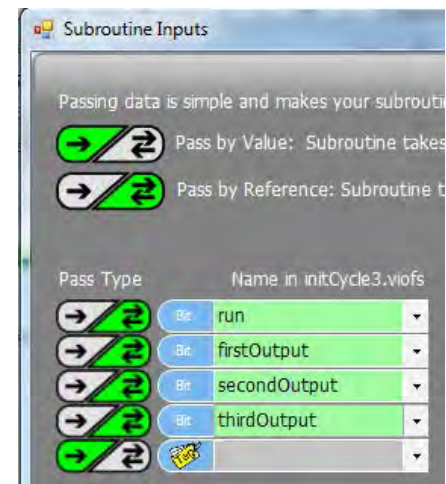 Subroutine Inputs
Passing data is simple and makes your subrouti
Pass by Value: Subroutine takes
Pass by Reference: Subroutine t
Pass Type Name in initCycle3.viofs
Bit run
Bit firstOutput
Bit secondOutput
Bit thirdOutput